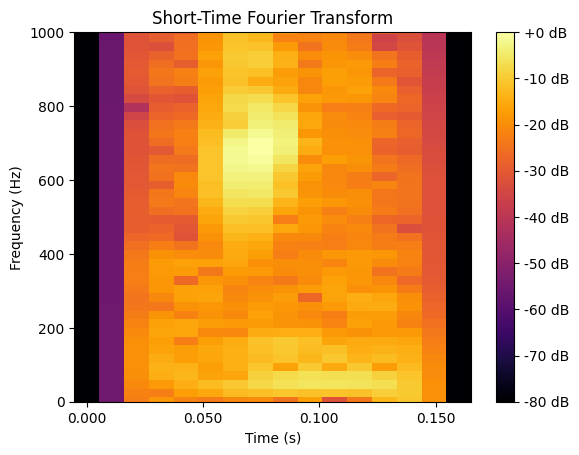 Short-Time Fourier Transform
Frequency (Hz)
1000
800
600
400
200
0
0.000
0.050
0.100
0.150
Time (s)
+0 dB
-10 dB
-20 dB
-30 dB
-40 dB
-50 dB
-60 dB
-70 dB
-80 dB